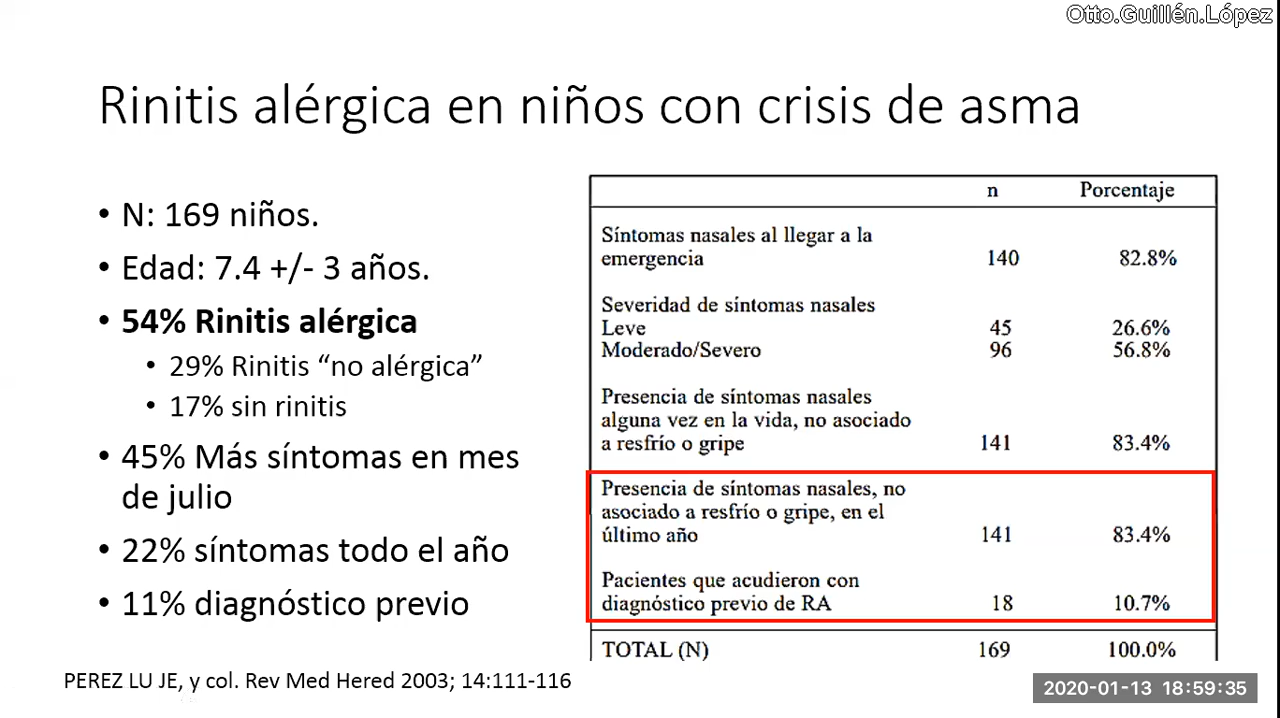 Otto.Guillén.López
Rinitis alérgica en niños con crisis de asma
• N: 169 niños.
• Edad: 7.4 +/- 3 años.
• 54% Rinitis alérgica
• 29% Rinitis “no alérgica”
• 17% sin rinitis
• 45% Más síntomas en mes
de julio
• 22% síntomas todo el año
• 11% diagnóstico previo
n Porcentaje
Síntomas nasales al llegar a la
emergencia 140 82.8%
Severidad de síntomas nasales
Leve 45 26.6%
Moderado/Severo 96 56.8%
Presencia de síntomas nasales
alguna vez en la vida, no asociado
a resfrío o gripe 141 83.4%
Presencia de síntomas nasales, no
asociado a resfrío o gripe, en el
último año 141 83.4%
Pacientes que acudieron con
diagnóstico previo de RA 18 10.7%
TOTAL (N) 169 100.0%
PEREZ LU JE, y col. Rev Med Hered 2003; 14:111-116
2020-01-13 18:59:35